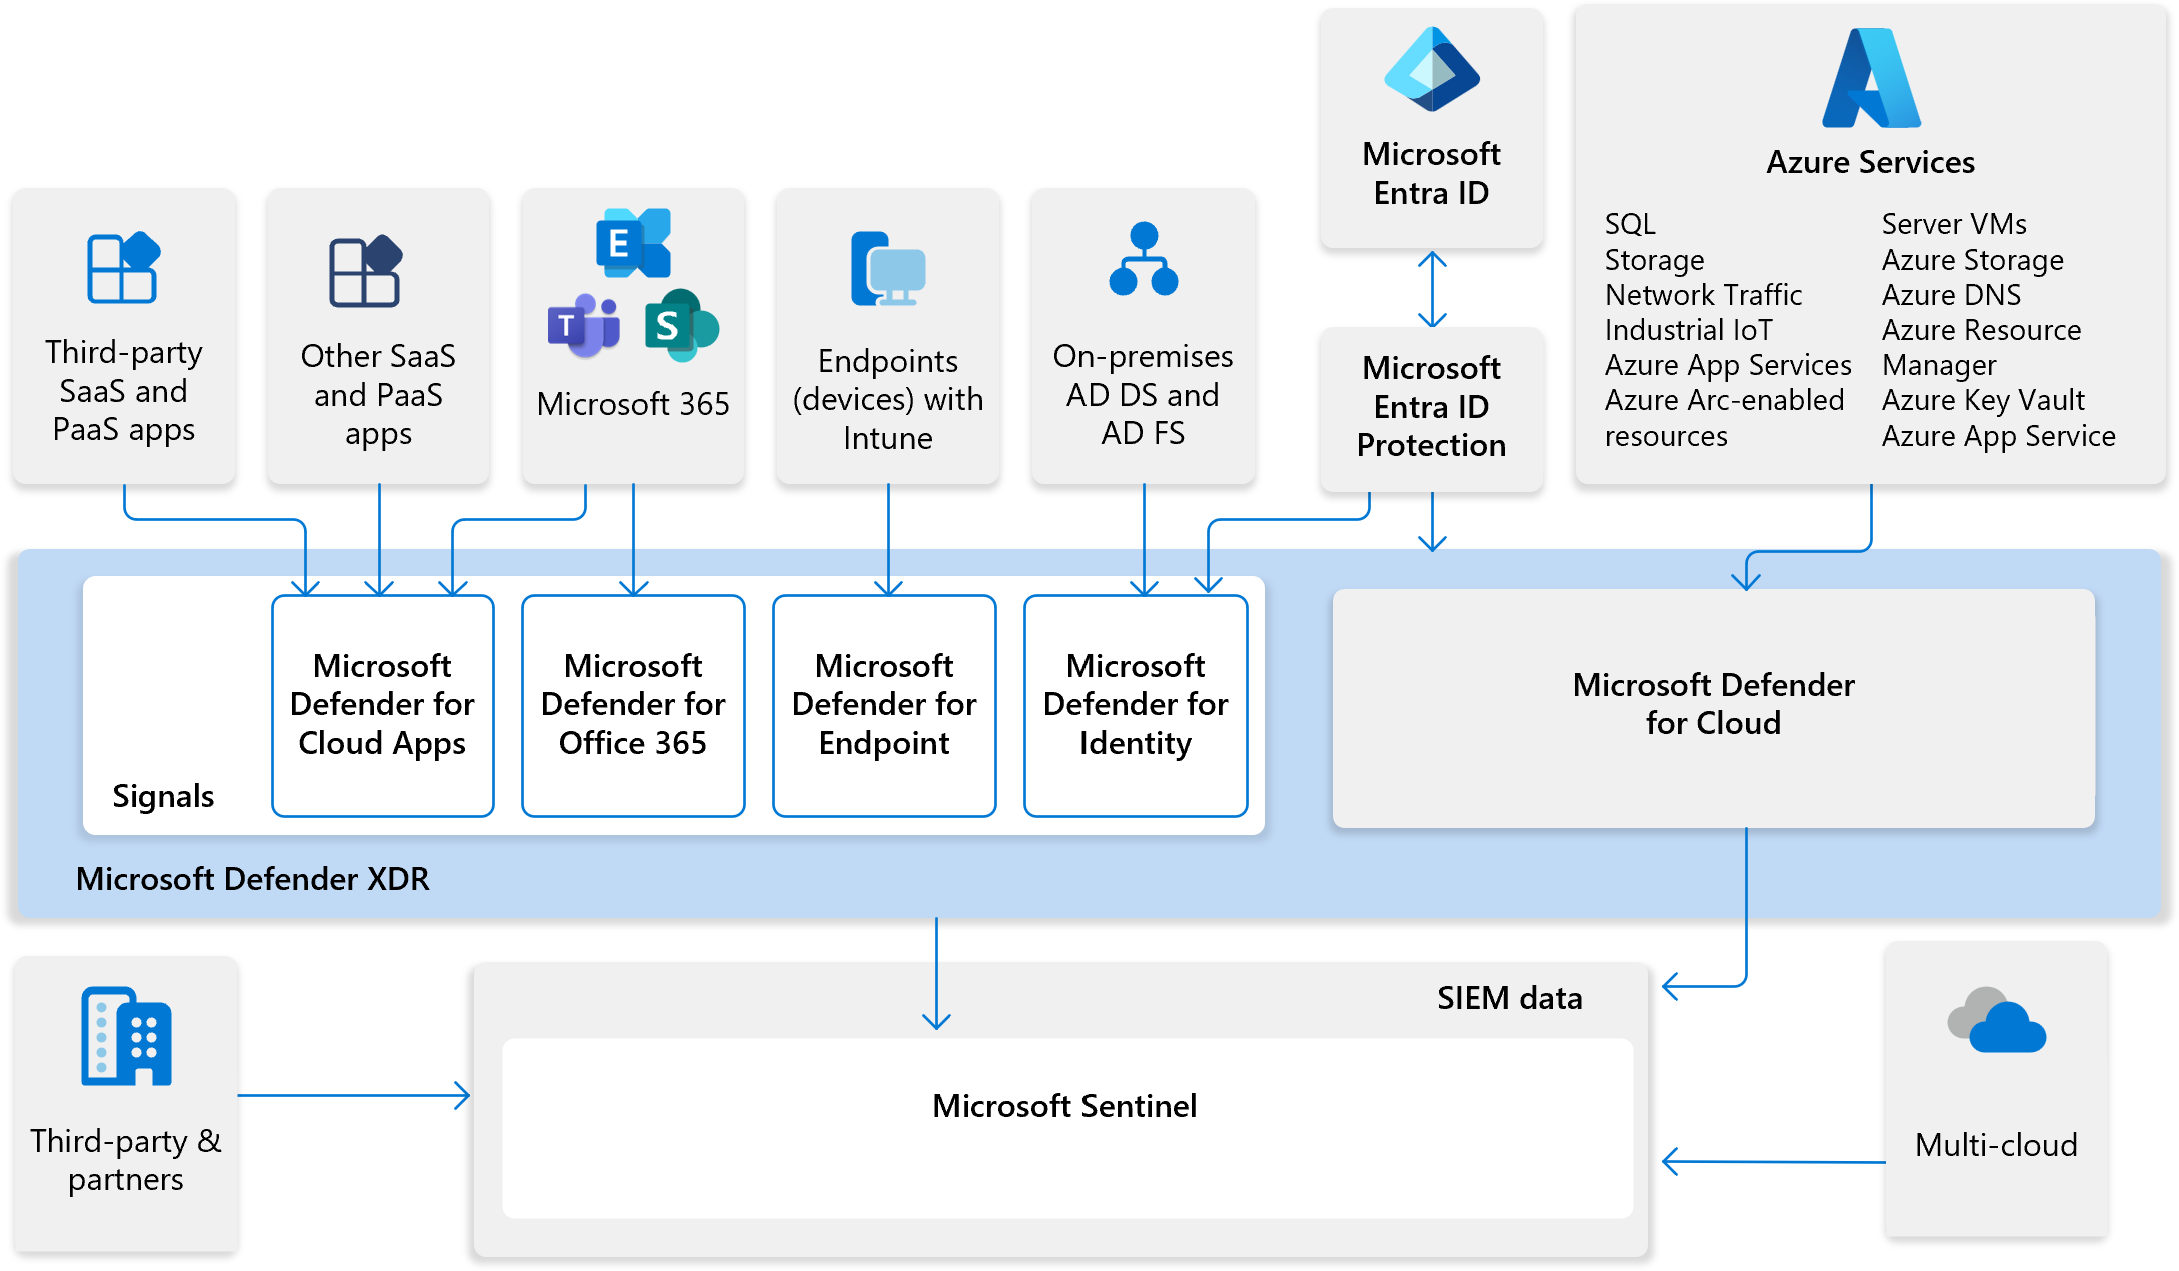 Microsoft
Entra ID
Azure Services
SQL
Storage
Network Traffic
Industrial IoT
Azure App Services
Azure Arc-enabled
resources
Server VMs
Azure Storage
Azure DNS
Azure Resource
Manager
Azure Key Vault
Azure App Service
Third-party
SaaS and
PaaS apps
Other SaaS
and PaaS
apps
E
T
S
Microsoft 365
Endpoints
(devices) with
Intune
On-premises
AD DS and
AD FS
Microsoft
Entra ID
Protection
Signals
Microsoft
Defender for
Cloud Apps
Microsoft
Defender for
Office 365
Microsoft
Defender for
Endpoint
Microsoft
Defender for
Identity
Microsoft Defender
for Cloud
Microsoft Defender XDR
Third-party &
partners
SIEM data
Microsoft Sentinel
Multi-cloud